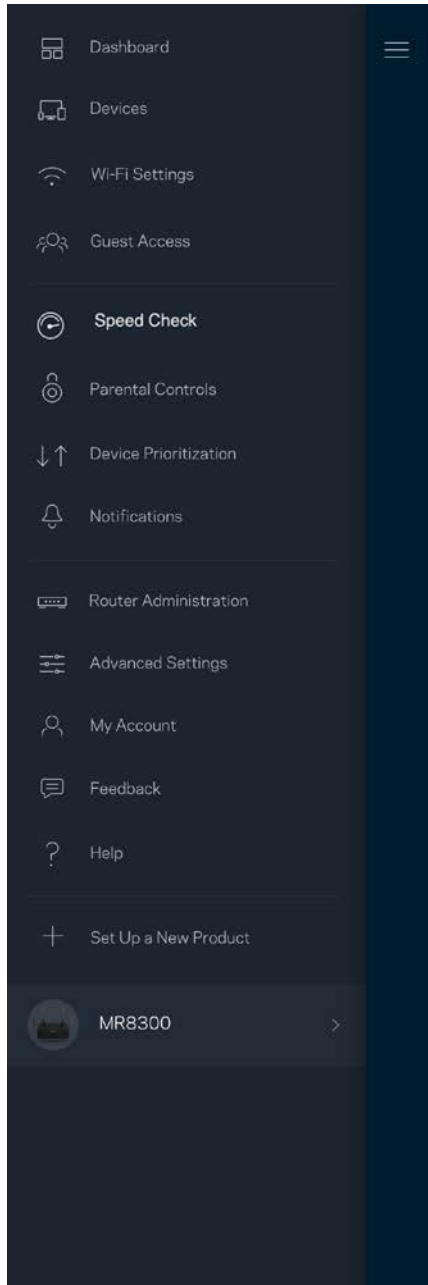 Dashboard
Devices
Wi-Fi Settings
Guest Access
Speed Check
Parental Controls
Device Prioritization
Notifications
Router Administration
Advanced Settings
My Account
Feedback
Help
Set Up a New Product
MR8300